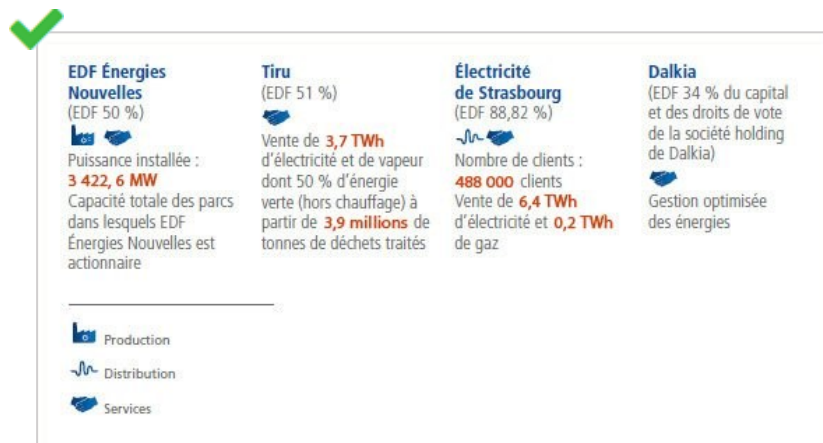 EDF Énergies
Nouvelles
(EDF 50 %)
Puissance installée :
3 422, 6 MW
Capacité totale des parcs
dans lesquels EDF
Énergies Nouvelles est
actionnaire
Tiru
(EDF 51 %)
Vente de 3,7 TWh
d’électricité et de vapeur
dont 50 % d’énergie
verte (hors chauffage) à
partir de 3,9 millions de
tonnes de déchets traités
Électricité
de Strasbourg
(EDF 88,82 %)
Nombre de clients :
488 000 clients
Vente de 6,4 TWh
d’électricité et 0,2 TWh
de gaz
Dalkia
(EDF 34 % du capital
et des droits de vote
de la société holding
de Dalkia)
Gestion optimisée
des énergies
Production
Distribution
Services